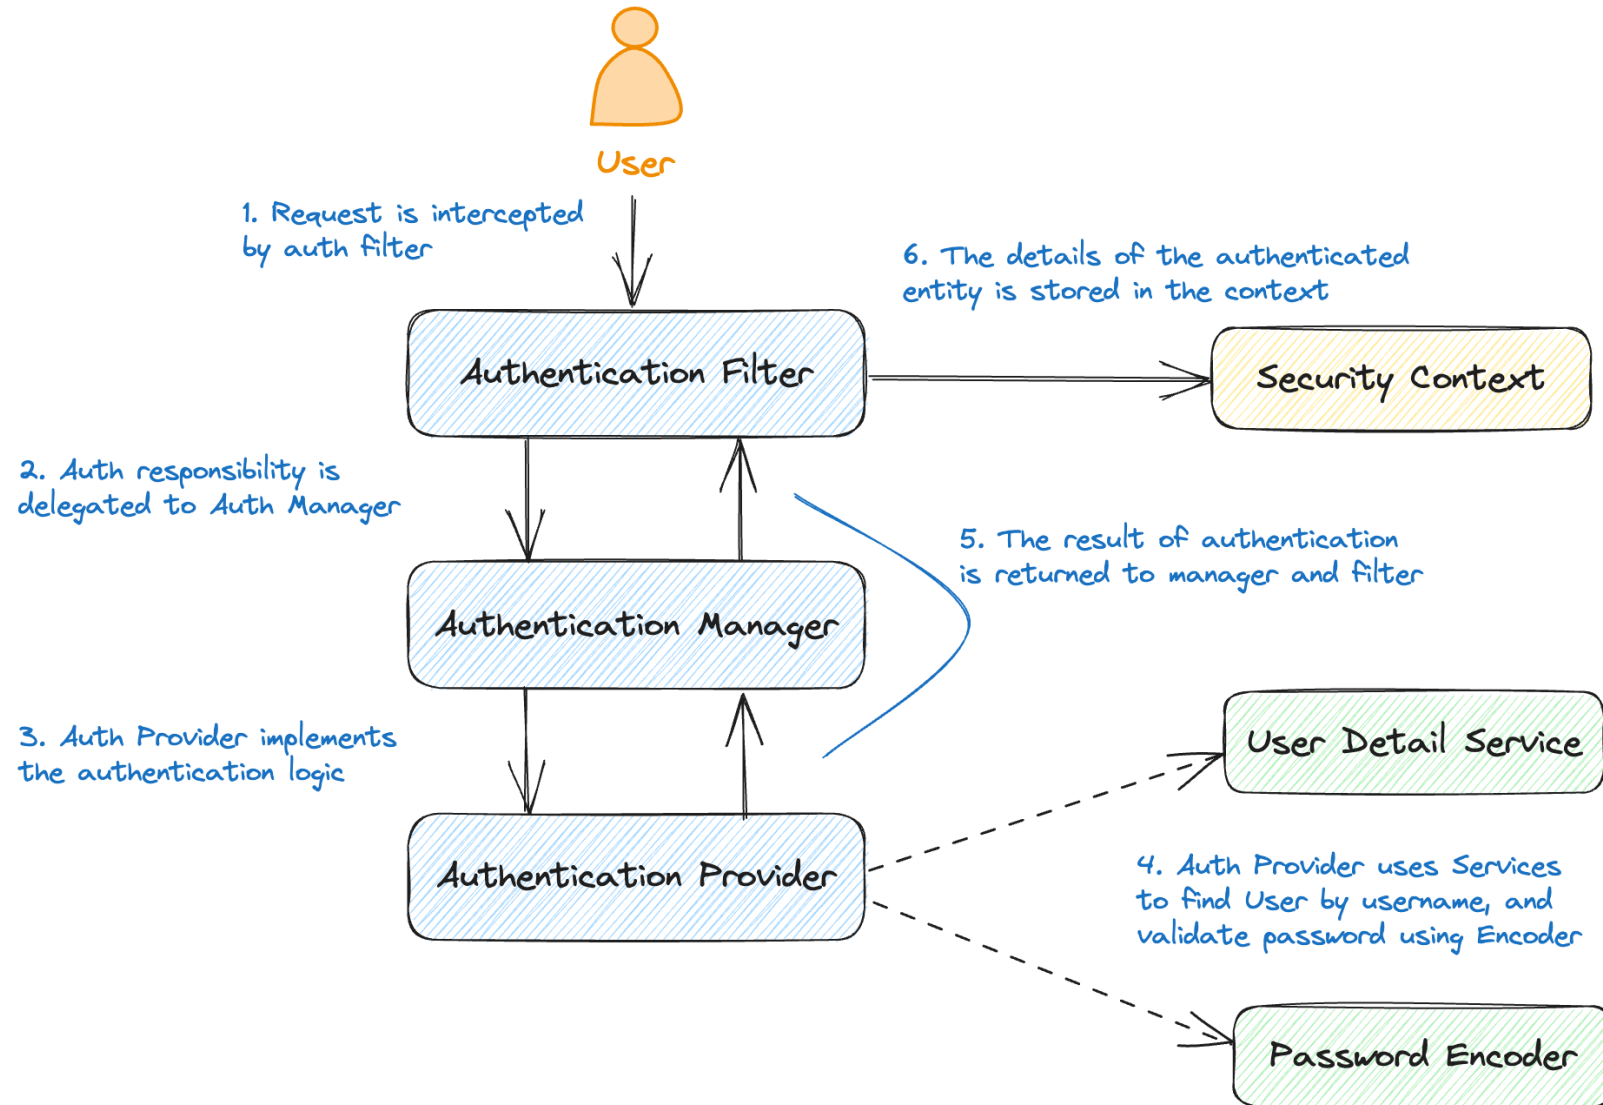 User
1. Request is intercepted
by auth filter
6. The details of the authenticated
entity is stored in the context
Authentication Filter
Security Context
2. Auth responsibility is
delegated to Auth Manager
5. The result of authentication
is returned to manager and filter
Authentication Manager
3. Auth Provider implements
the authentication logic
User Detail Service
Authentication Provider
4. Auth Provider uses Services
to find User by username, and
validate password using Encoder
Password Encoder